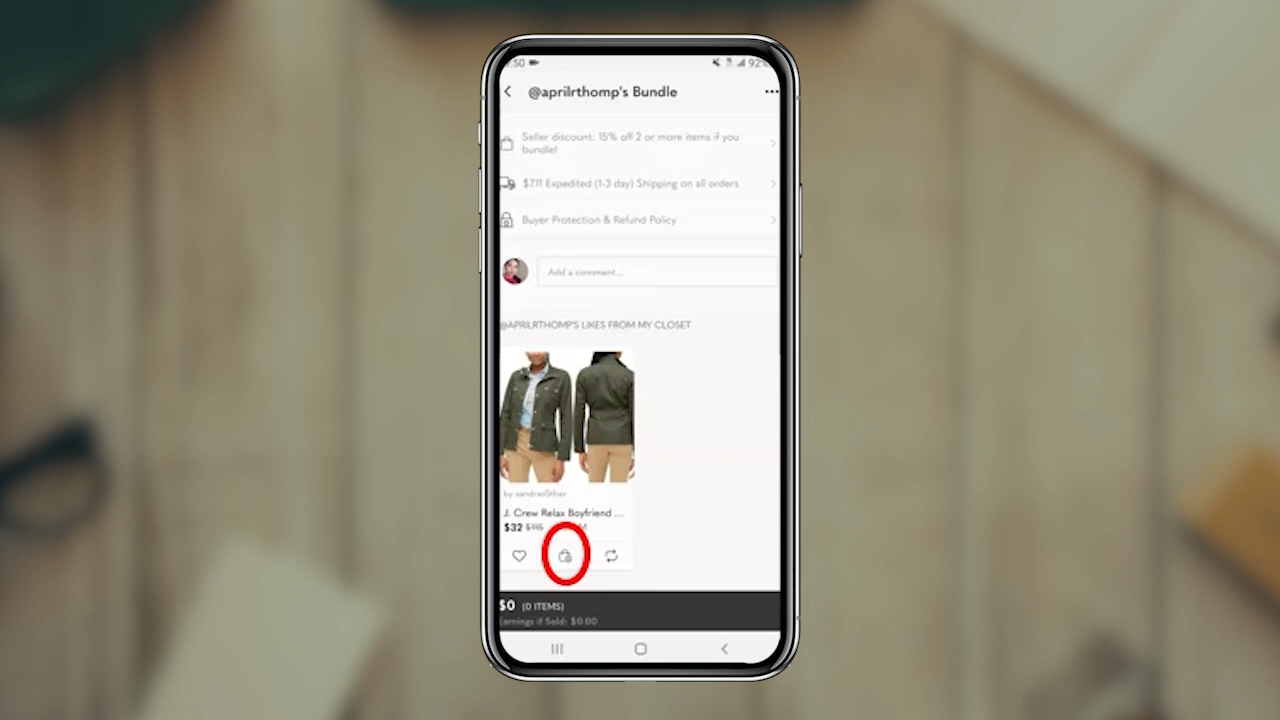 :50
92%
@aprilrthomp's Bundle
Seller discount: 15% off 2 or more items if you
bundle!
$7.11 Expedited (1-3 day) Shipping on all orders
Buyer Protection & Refund Policy
Add a comment...
@APRILRTHOMP'S LIKES FROM MY CLOSET
by
J. Crew Relax Boyfriend ...
$32 $115 M
$0 (0 ITEMS)
Earnings if Sold: $0.00